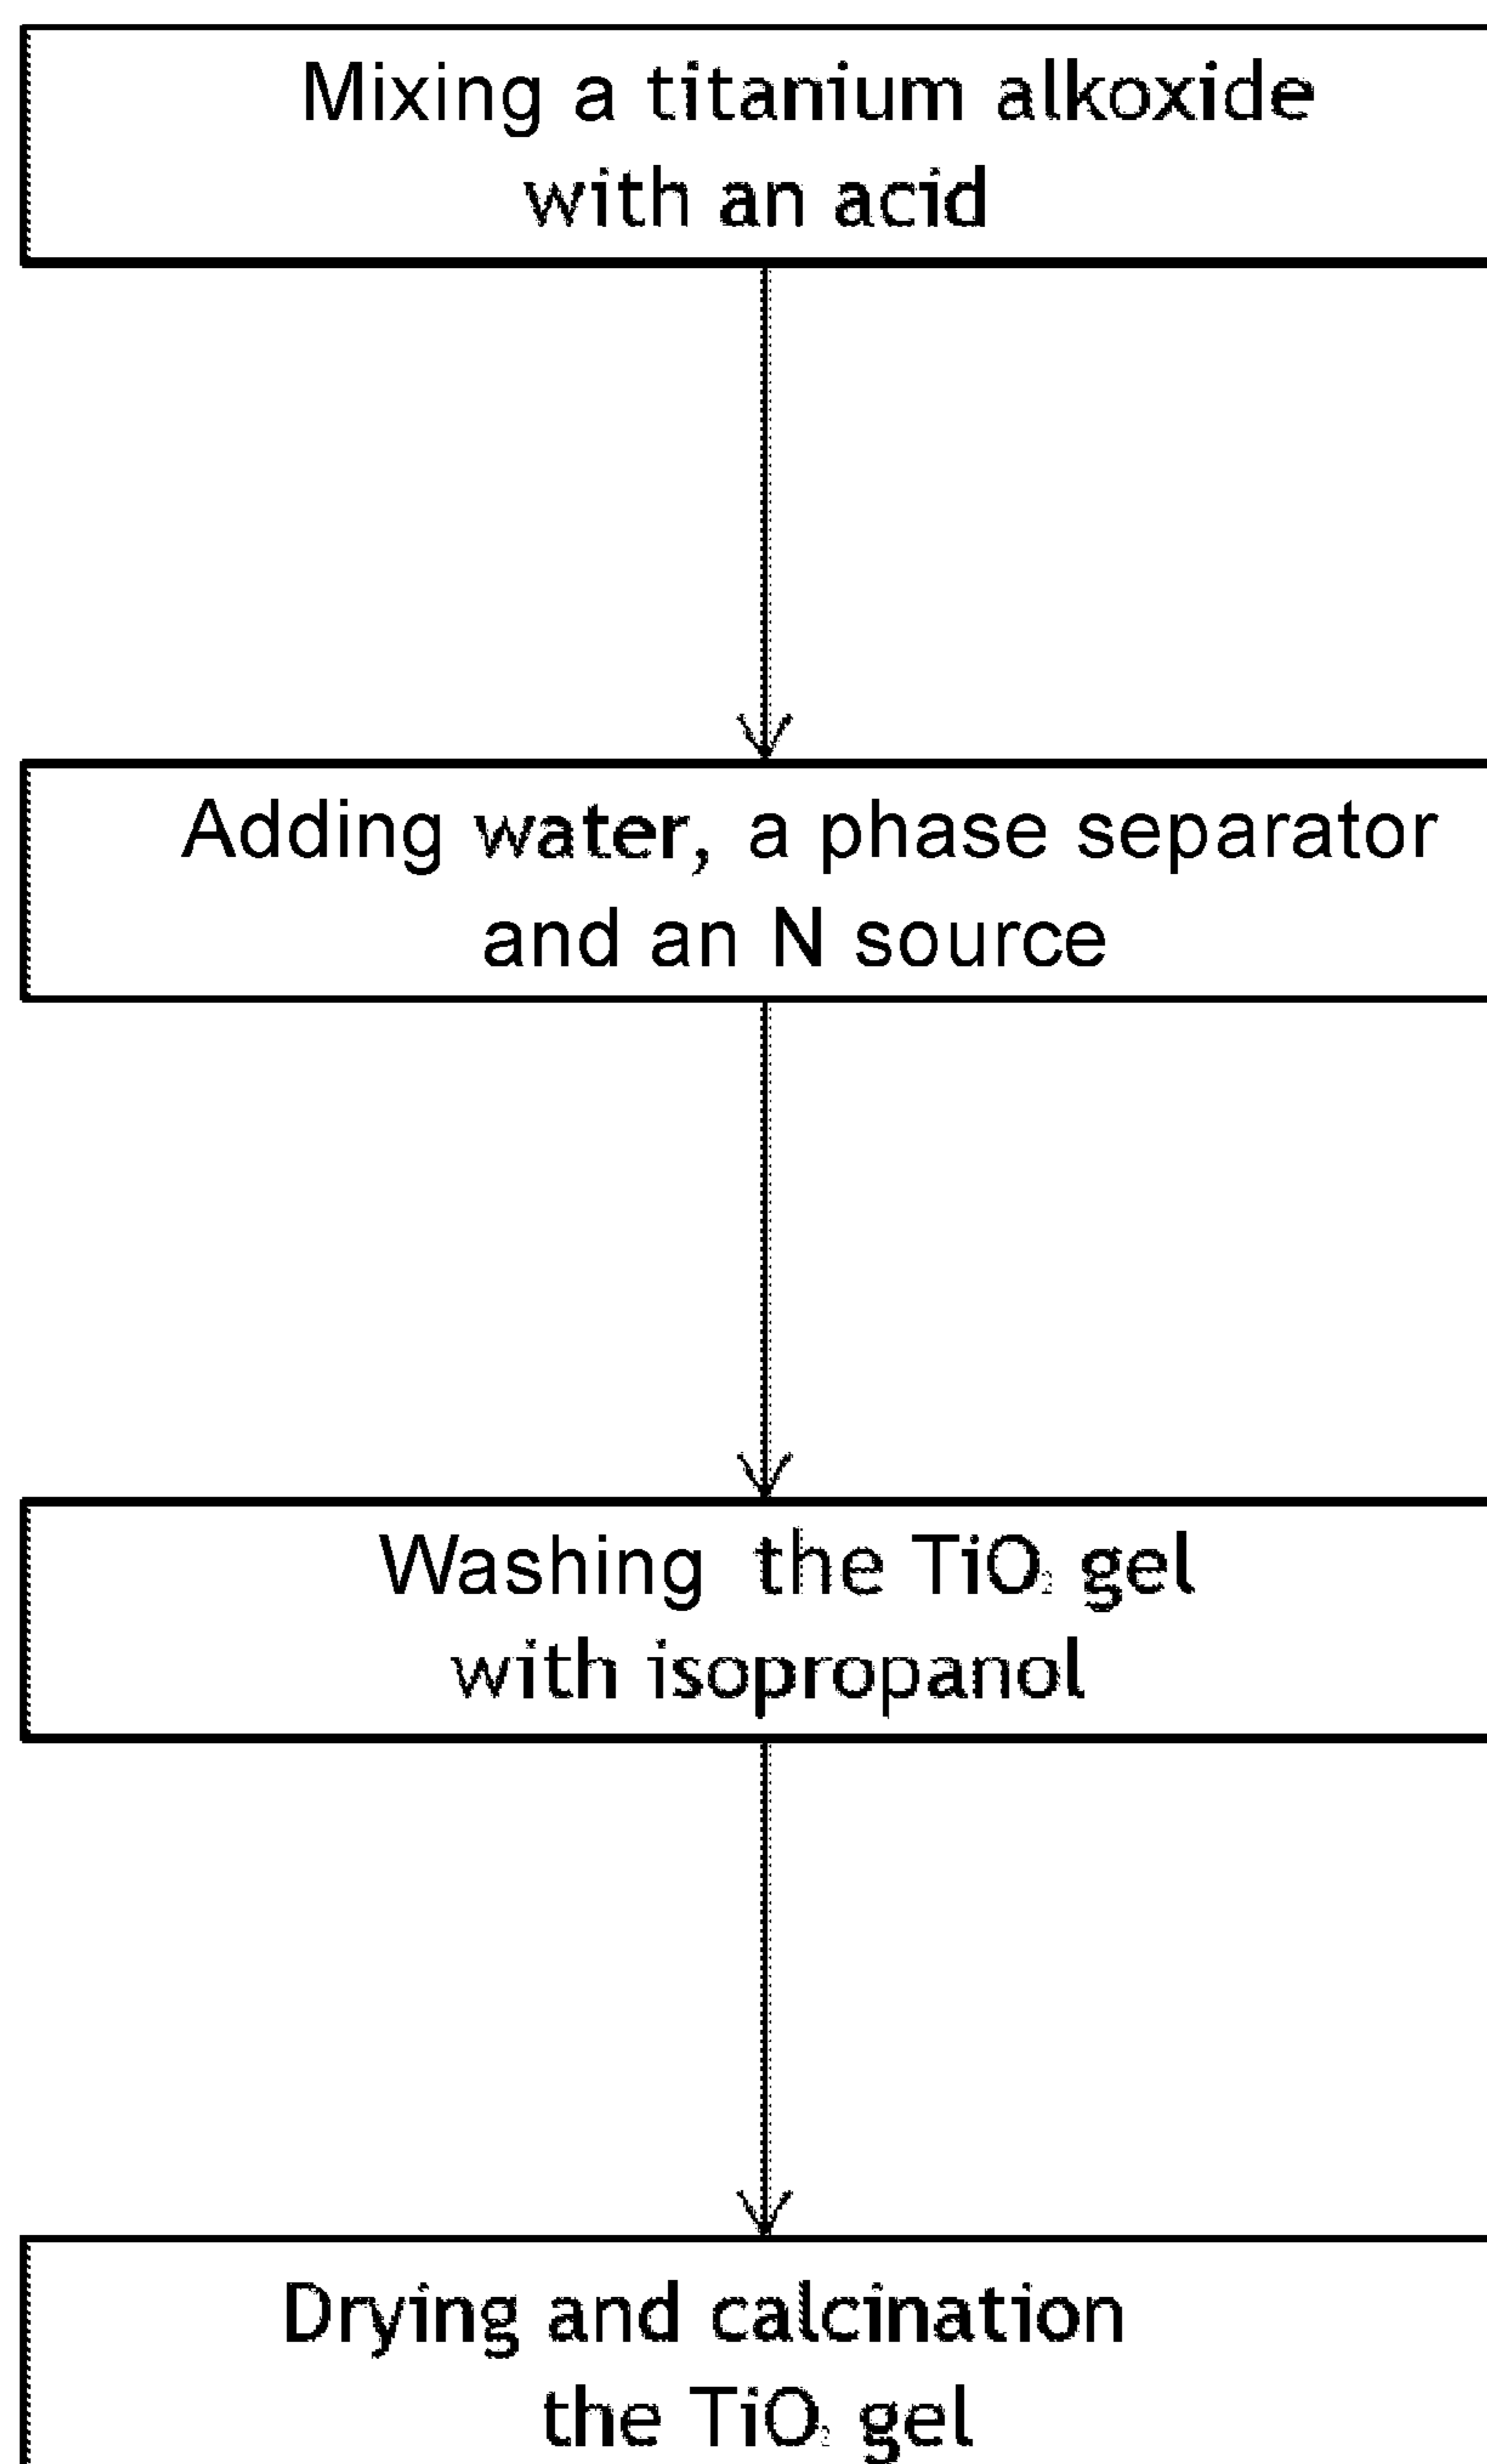 Mixing a titanium alkoxide
with an acid
Adding water, a phase separator
and an N source
Washing the TiO₂ gel
with isopropanol
Drying and calcination
the TiO₂ gel